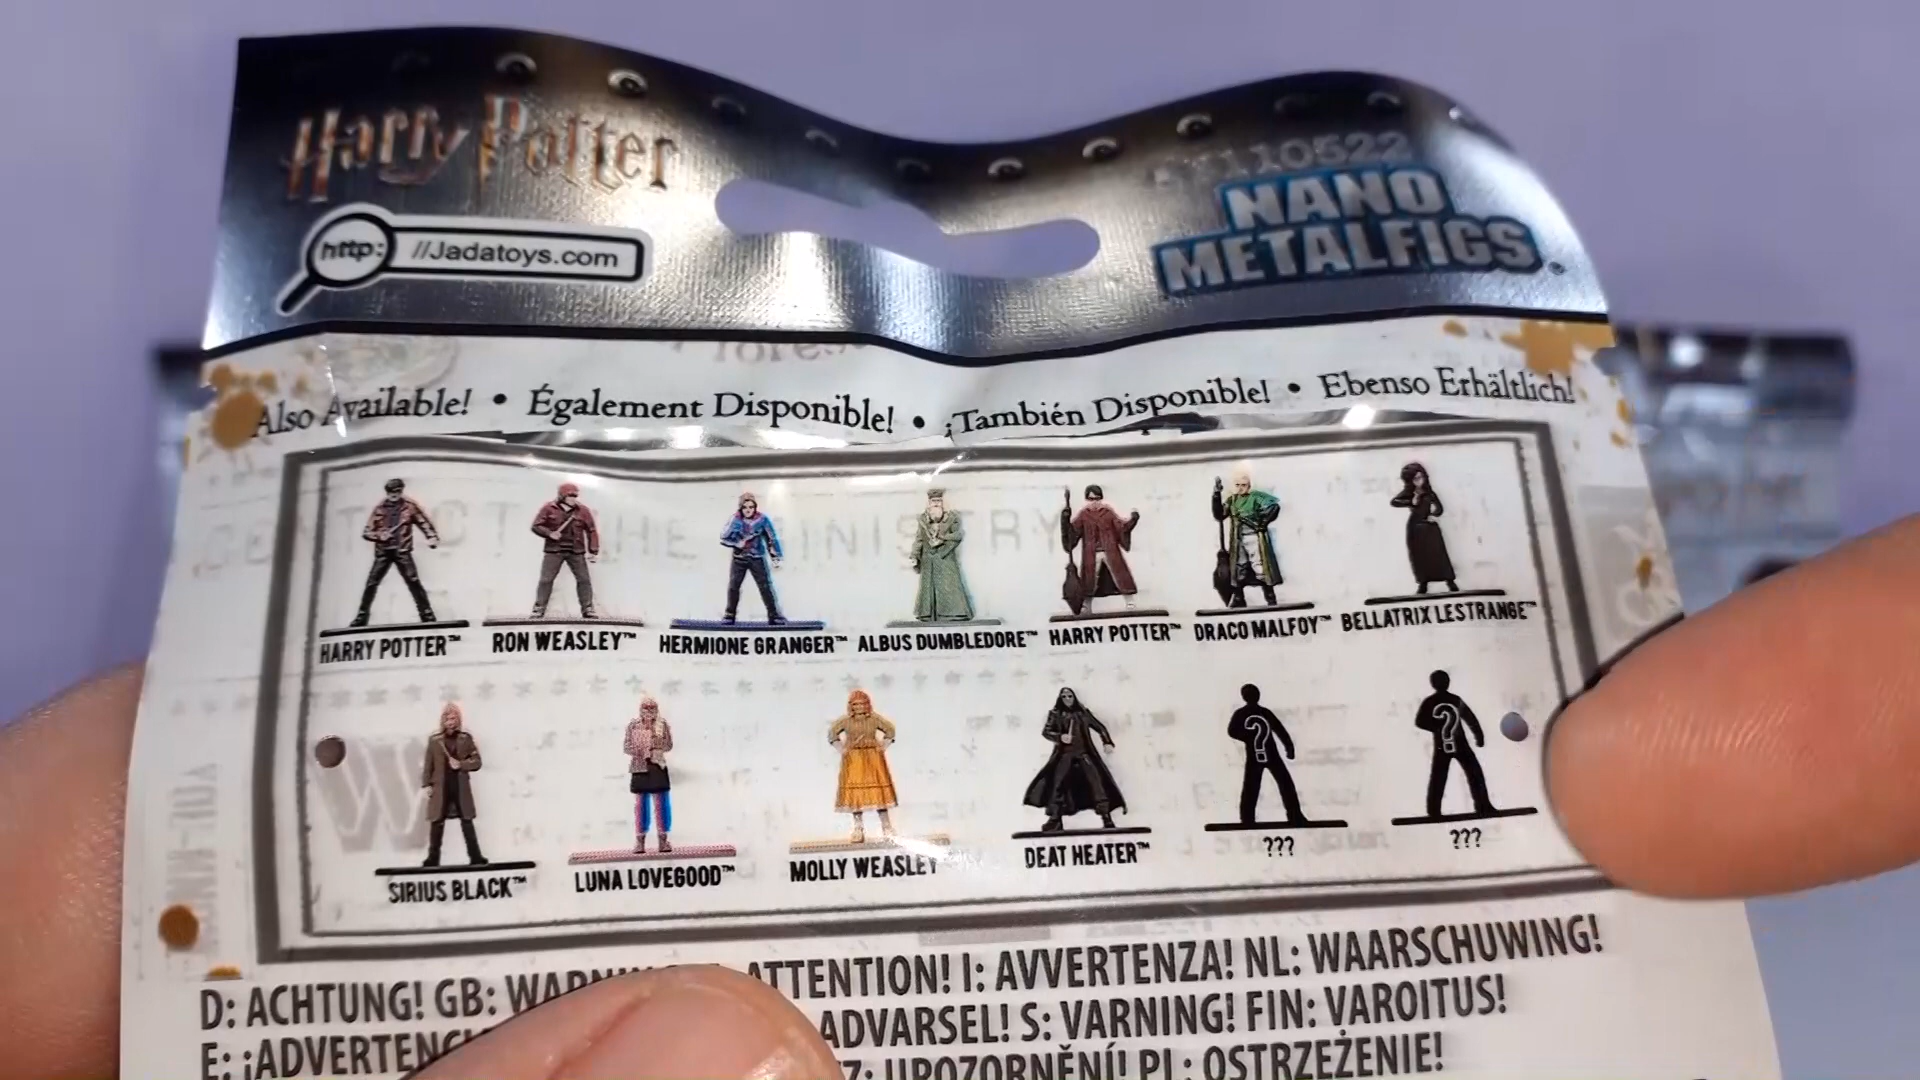 Harry Potter
110522
NANO
METALFIGS
http: //Jadatoys.com
Also Available! • Également Disponible! • ¡También Disponible! • Ebenso Erhältlich!
HARRY POTTER™ RON WEASLEY™ HERMIONE GRANGER™ ALBUS DUMBLEDORE™ HARRY POTTER™ DRACO MALFOY™ BELLATRIX LESTRANGE™
SIRIUS BLACK™ LUNA LOVEGOOD™ MOLLY WEASLEY DEAT HEATER™ ??? ???
D: ACHTUNG! GB: ATTENTION! I: AVVERTENZA! NL: WAARSCHUWING!
E: ADVARSEL! S: VARNING! FIN: VAROITUS!
UPOZORNĚNÍ! PL: OSTRZEŻENIE!